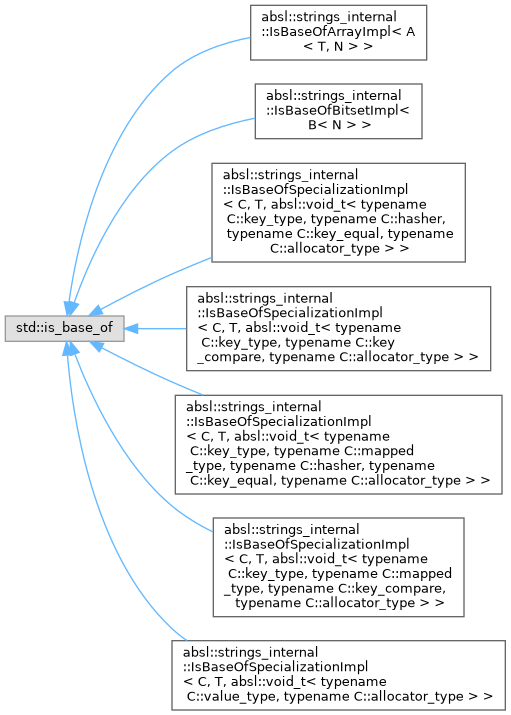 absl::strings_internal
::IsBaseOfArrayImpl< A
< T, N > >
absl::strings_internal
::IsBaseOfBitsetImpl<
B< N > >
absl::strings_internal
::IsBaseOfSpecializationImpl
< C, T, absl::void_t< typename
C::key_type, typename C::hasher,
typename C::key_equal, typename
C::allocator_type > >
absl::strings_internal
::IsBaseOfSpecializationImpl
< C, T, absl::void_t< typename
C::key_type, typename C::key
_compare, typename C::allocator_type > >
std::is_base_of
absl::strings_internal
::IsBaseOfSpecializationImpl
< C, T, absl::void_t< typename
C::key_type, typename C::mapped
_type, typename C::hasher, typename
C::key_equal, typename C::allocator_type > >
absl::strings_internal
::IsBaseOfSpecializationImpl
< C, T, absl::void_t< typename
C::key_type, typename C::mapped
_type, typename C::key_compare,
typename C::allocator_type > >
absl::strings_internal
::IsBaseOfSpecializationImpl
< C, T, absl::void_t< typename
C::value_type, typename C::allocator_type > >